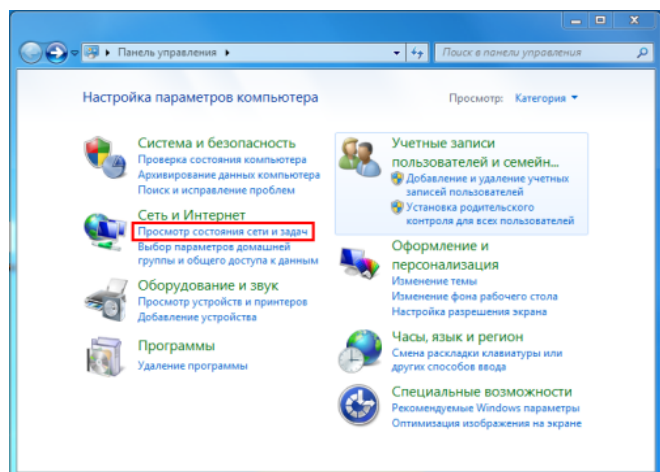 Панель управления
Поиск в панели управления
Настройка параметров компьютера
Просмотр: Категория
Система и безопасность
Проверка состояния компьютера
Архивирование данных компьютера
Поиск и исправление проблем
Сеть и Интернет
Просмотр состояния сети и задач
Выбор параметров домашней
группы и общего доступа к данным
Оборудование и звук
Просмотр устройств и принтеров
Добавление устройства
Программы
Удаление программы
Учетные записи
пользователей и семейн...
Добавление и удаление учетных
записей пользователей
Установка родительского
контроля для всех пользователей
Оформление и
персонализация
Изменение темы
Изменение фона рабочего стола
Настройка разрешения экрана
Часы, язык и регион
Смена раскладки клавиатуры или
других способов ввода
Специальные возможности
Рекомендуемые Windows параметры
Оптимизация изображения на экране